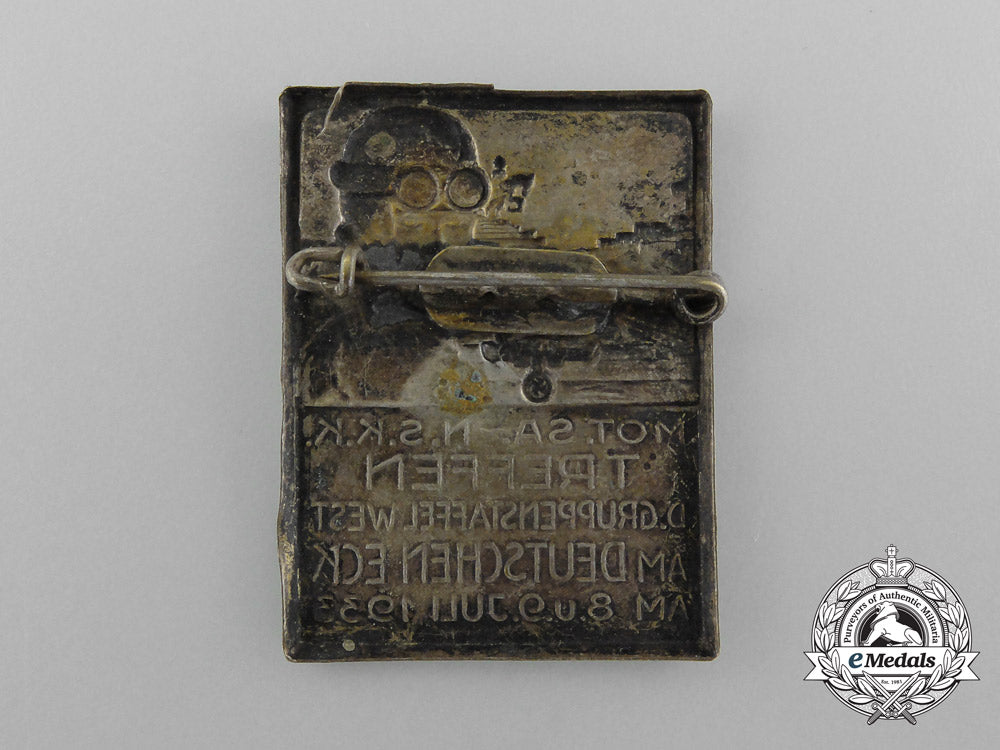 MOT. SA.-N.S.K.K.
TREFFEN
D. GRUPPENSTAFFEL WEST
AM DEUTSCHEN ECK
AM 8.u.9. JULI 1933
Purveyors of Authentic Militaria
eMedals
Est. 1981